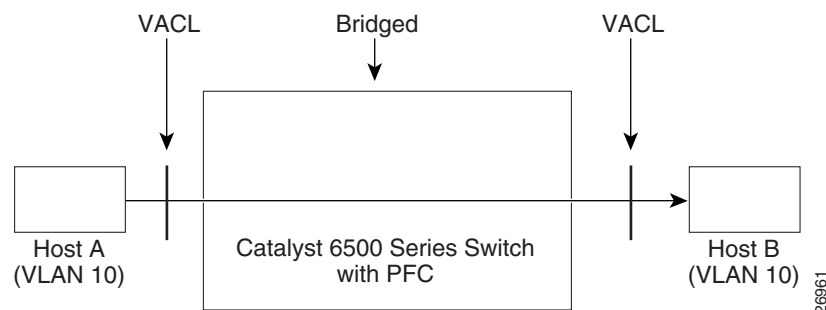 VACL
Bridged
VACL
Host A
(VLAN 10)
Catalyst 6500 Series Switch
with PFC
Host B
(VLAN 10)
26961